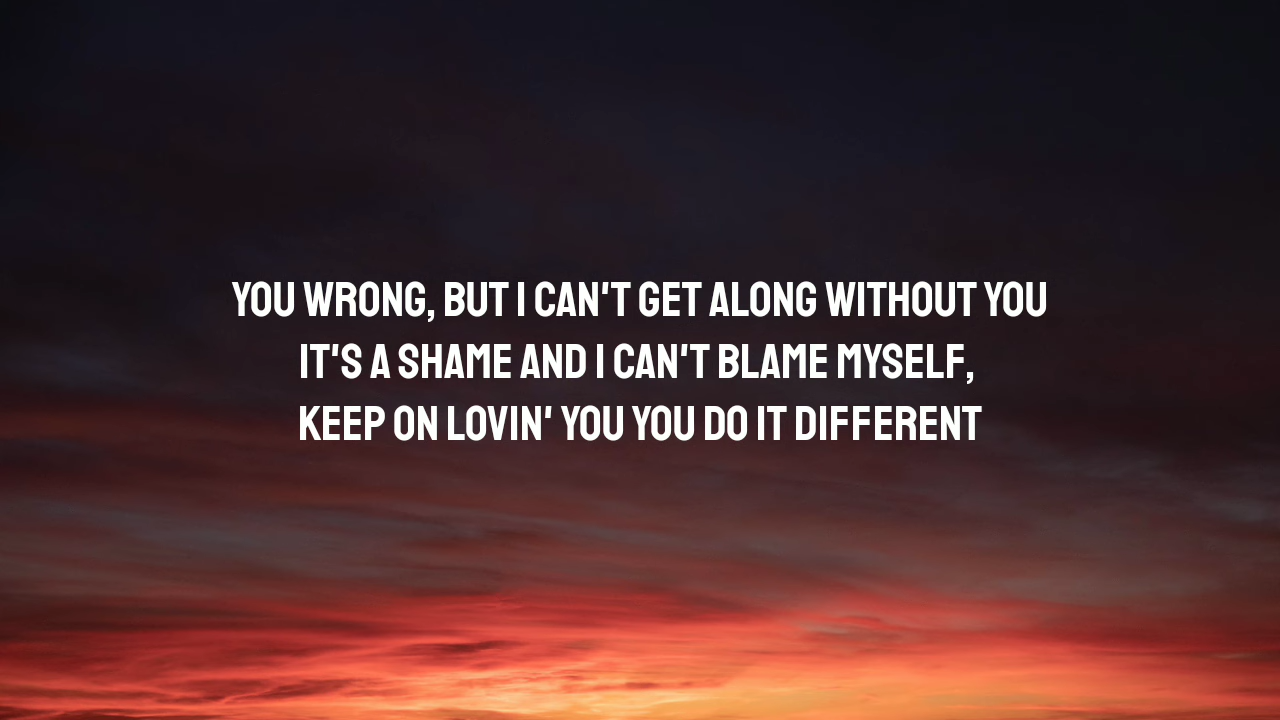 YOU WRONG, BUT I CAN'T GET ALONG WITHOUT YOU
IT'S A SHAME AND I CAN'T BLAME MYSELF,
KEEP ON LOVIN' YOU YOU DO IT DIFFERENT